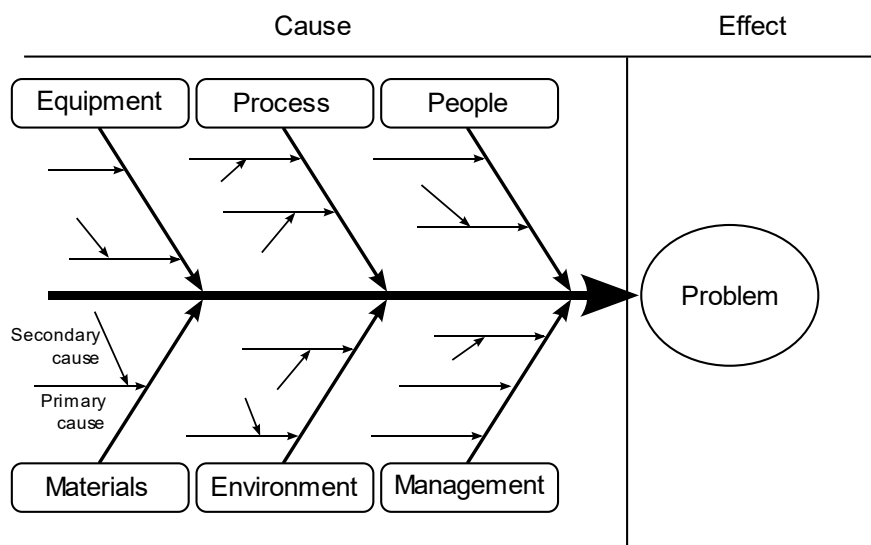 Cause
Effect
Equipment
Process
People
Problem
Secondary
cause
Primary
cause
Materials
Environment
Management